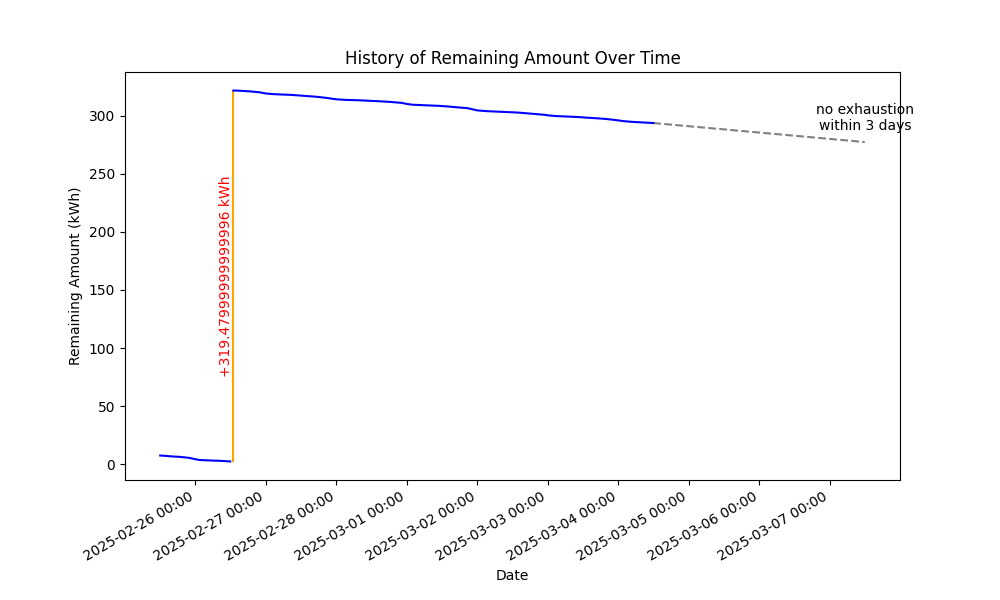 History of Remaining Amount Over Time
no exhaustion
within 3 days
+319.47999999999996 kWh
Remaining Amount (kWh)
300
250
200
150
100
50
0
2025-02-26 00:00
2025-02-27 00:00
2025-02-28 00:00
2025-03-01 00:00
2025-03-02 00:00
2025-03-03 00:00
2025-03-04 00:00
2025-03-05 00:00
2025-03-06 00:00
2025-03-07 00:00
Date